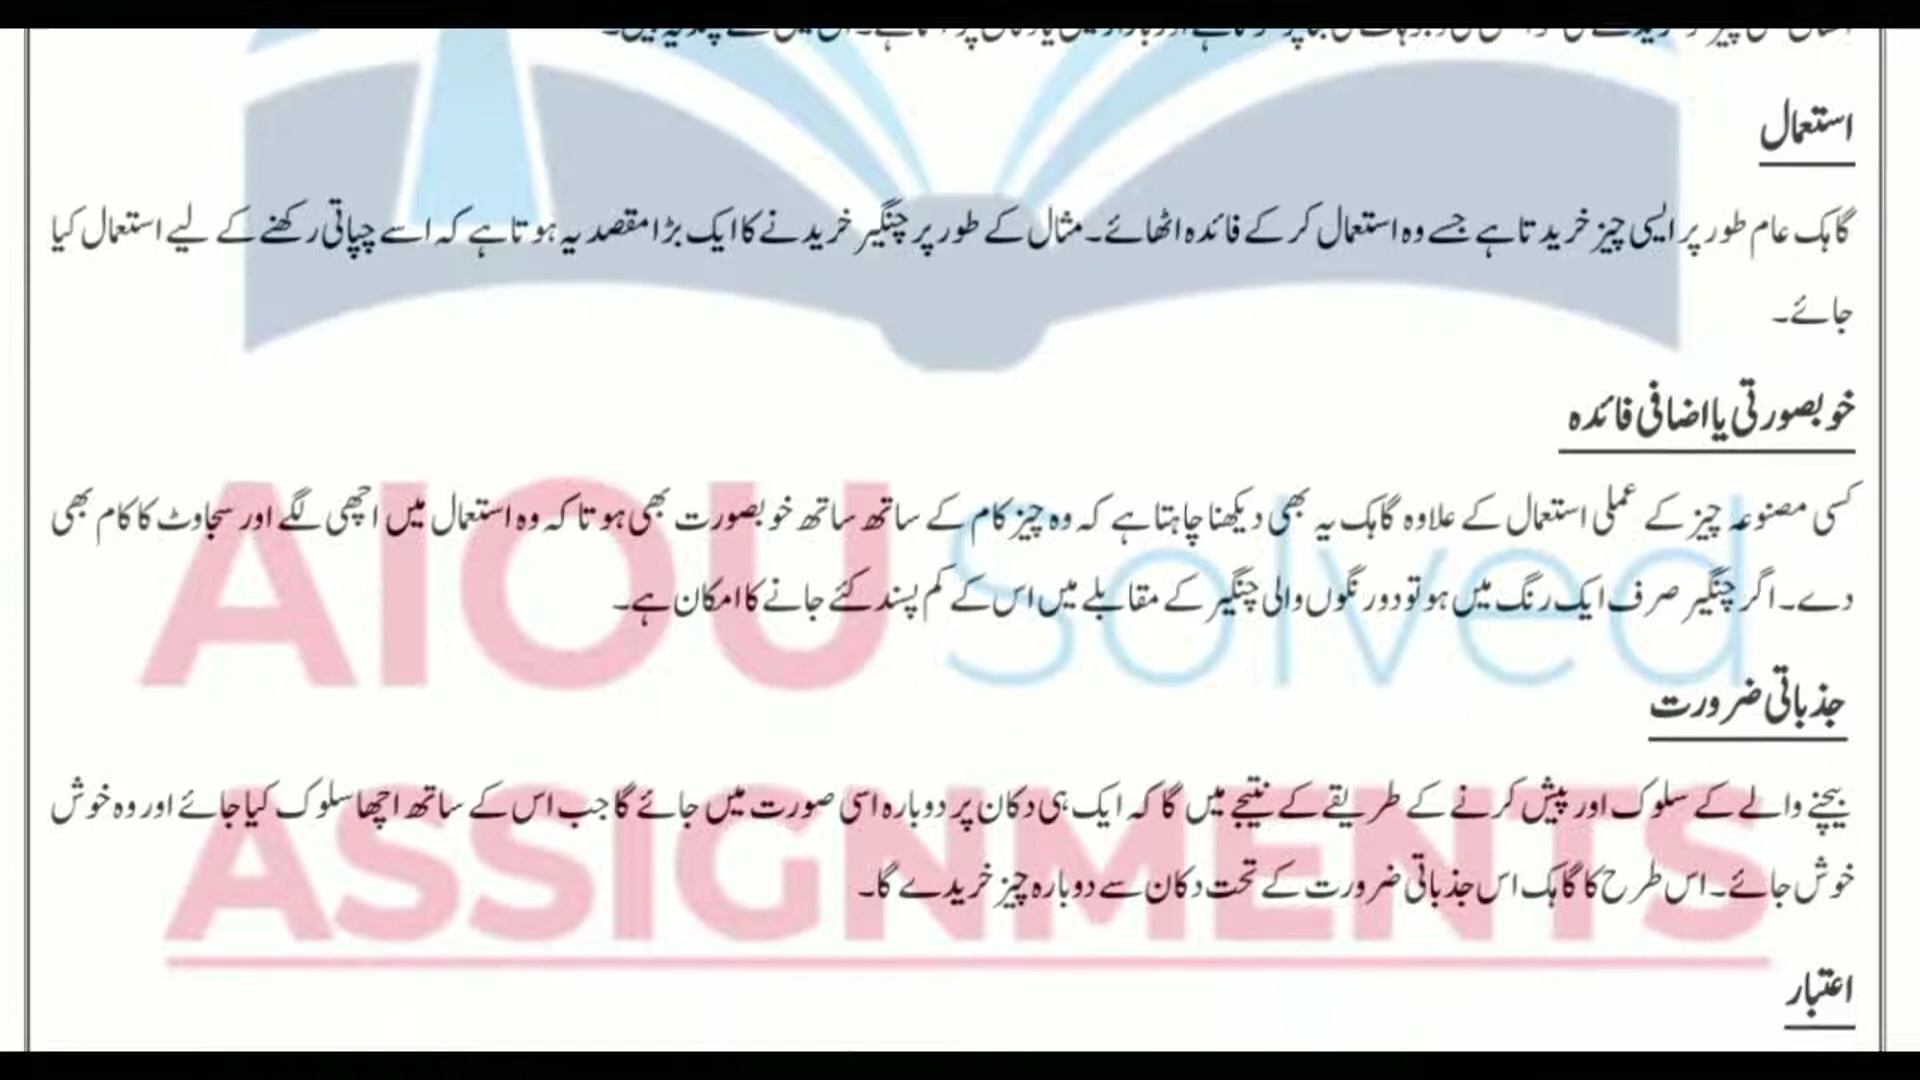 استعمال
گاہک عام طور پر ایسی چیز خریدتا ہے جسے وہ استعمال کر کے فائدہ اٹھائے۔ مثال کے طور پر چنگیر خریدنے کا ایک بڑا مقصد یہ ہوتا ہے کہ اسے چپاتی رکھنے کے لیے استعمال کیا
جائے۔
خوبصورتی یا اضافی فائدہ
کسی مصنوعہ چیز کے عملی استعمال کے علاوہ گاہک یہ بھی دیکھنا چاہتا ہے کہ وہ چیز کام کے ساتھ ساتھ خوبصورت بھی ہو تاکہ وہ استعمال میں اچھی لگے اور سجاوٹ کا کام بھی
دے۔ اگر چنگیر صرف ایک رنگ میں ہو تو دو رنگوں والی چنگیر کے مقابلے میں اس کے کم پسند کئے جانے کا امکان ہے۔
AIOU Solved
جذباتی ضرورت
بیچنے والے کے سلوک اور پیش کرنے کے طریقے کے نتیجے میں گا کہ ایک ہی دکان پر دوبارہ اسی صورت میں جائے گا جب اس کے ساتھ اچھا سلوک کیا جائے اور وہ خوش
خوش جائے۔ اس طرح کا گاہک اس جذباتی ضرورت کے تحت دکان سے دوبارہ چیز خریدے گا۔
ASSIGNMENTS
اعتبار